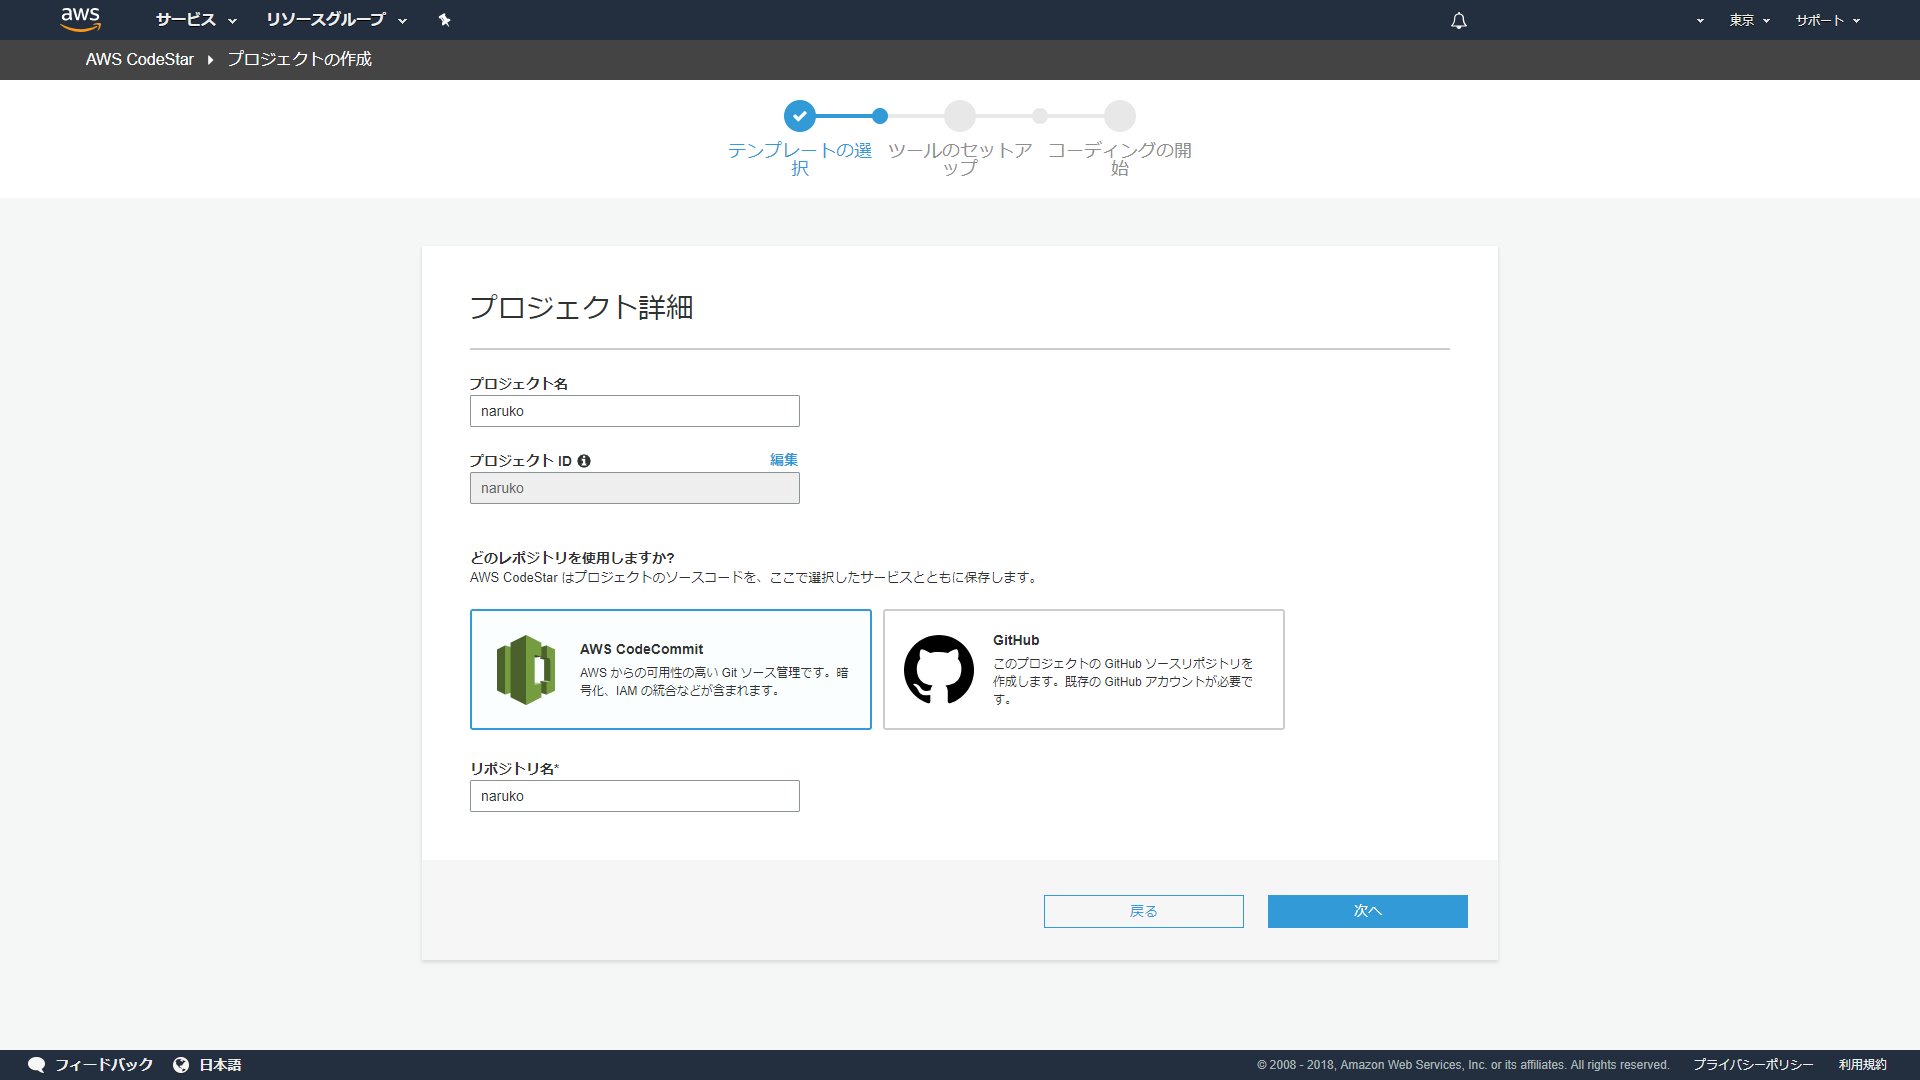 aws サービス リソースグループ 東京 サポート
AWS CodeStar プロジェクトの作成
テンプレートの選
択
ツールのセットア
ップ
コーディングの開
始
プロジェクト詳細
プロジェクト名
naruko
プロジェクト ID 編集
naruko
どのレポジトリを使用しますか?
AWS CodeStar はプロジェクトのソースコードを、ここで選択したサービスとともに保存します。
AWS CodeCommit
AWS からの可用性の高い Git ソース管理です。暗
号化、IAM の統合などが含まれます。
GitHub
このプロジェクトの GitHub ソースリポジトリを
作成します。既存の GitHub アカウントが必要で
す。
リポジトリ名*
naruko
戻る 次へ
フィードバック 日本語 © 2008 - 2018, Amazon Web Services, Inc. or its affiliates. All rights reserved. プライバシーポリシー 利用規約